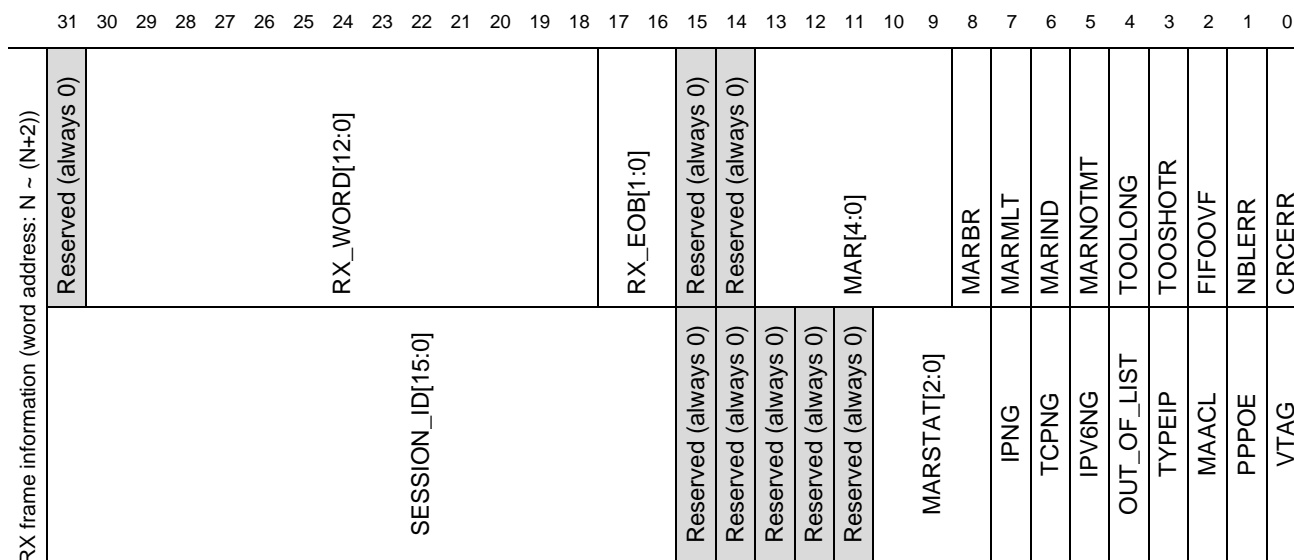 31 30 29 28 27 26 25 24 23 22 21 20 19 18 17 16 15 14 13 12 11 10 9 8 7 6 5 4 3 2 1 0
RX frame information (word address: N ~ (N+2))
Reserved (always 0)
RX_WORD[12:0]
RX_EOB[1:0]
Reserved (always 0)
Reserved (always 0)
MAR[4:0]
MARBR
MARMLT
MARIND
MARNOTMT
TOOLONG
TOOSHOTR
FIFOOVF
NBLERR
CRCERR
SESSION_ID[15:0]
Reserved (always 0)
Reserved (always 0)
Reserved (always 0)
Reserved (always 0)
Reserved (always 0)
MARSTAT[2:0]
IPNG
TCPNG
IPV6NG
OUT_OF_LIST
TYPEIP
MAACL
PPPOE
VTAG